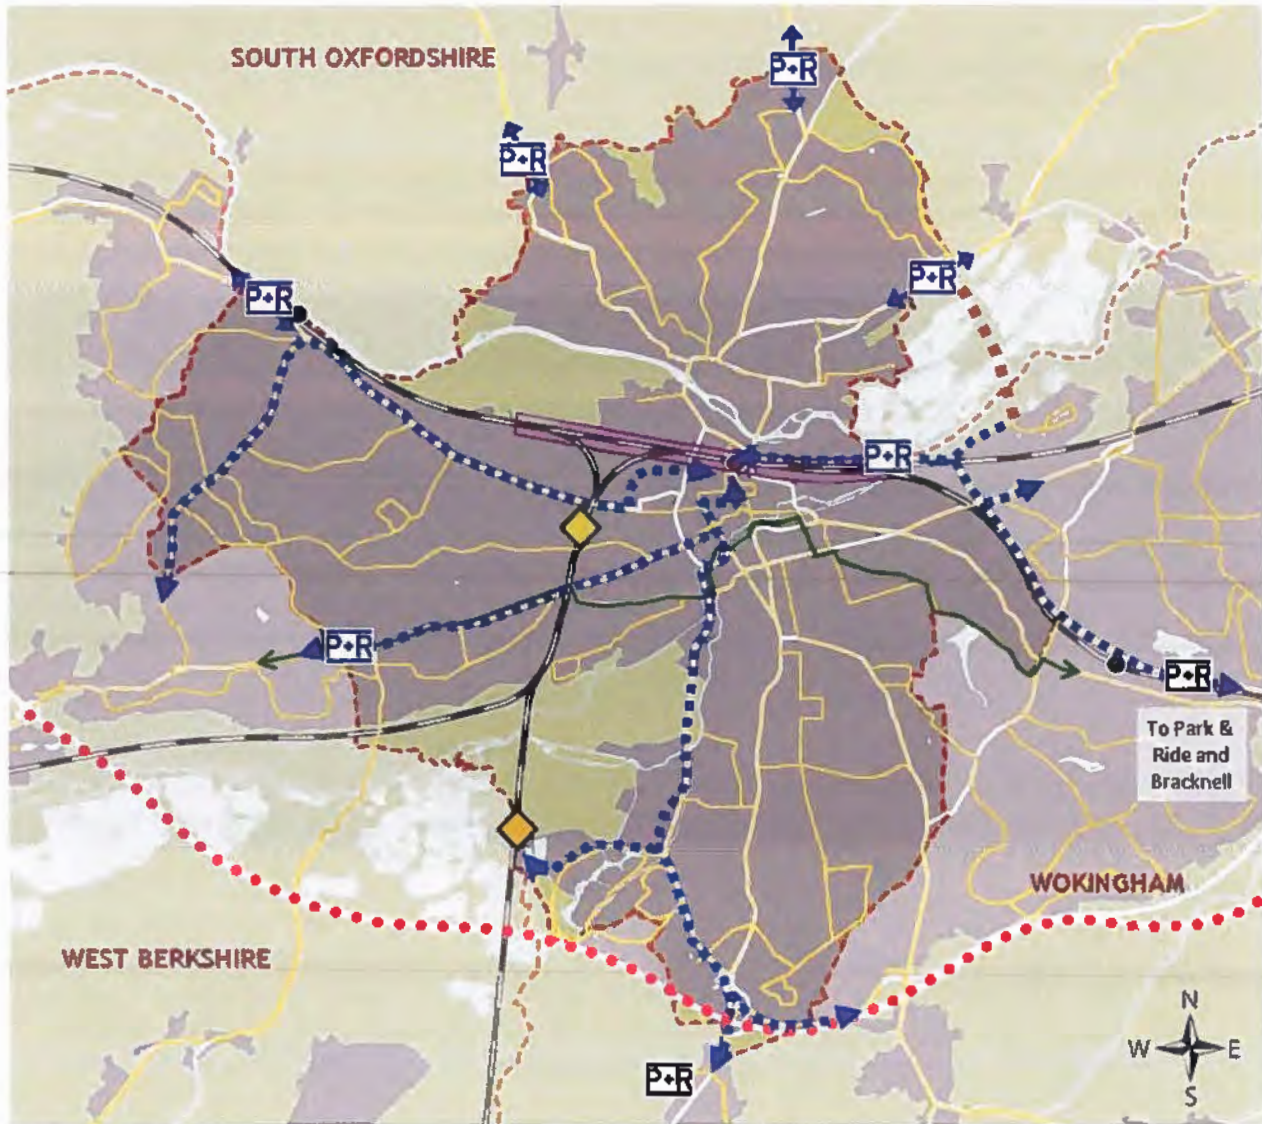 SOUTH OXFORDSHIRE
P+R
P+R
P+R
P+R
P+R
P+R
P+R
To Park &
Ride and
Bracknell
WOKINGHAM
WEST BERKSHIRE
N
W E
S
P+R